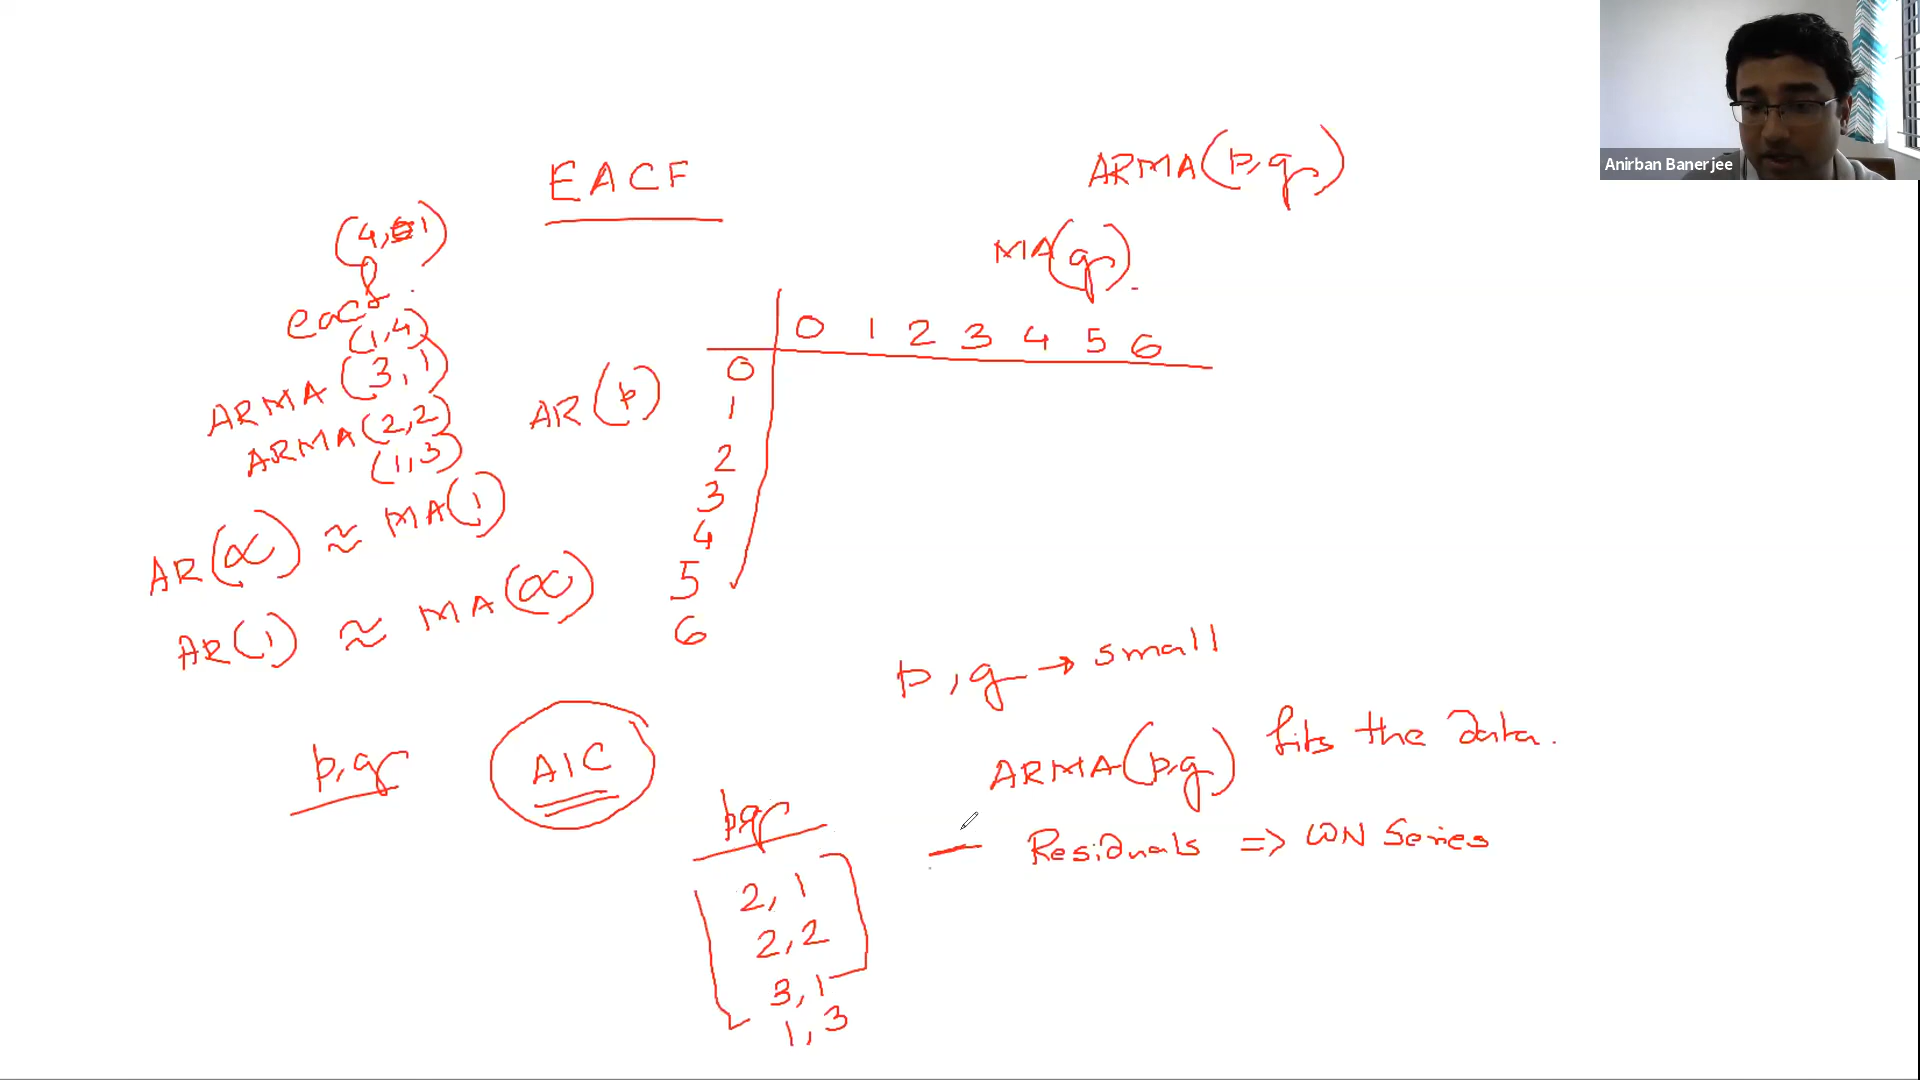 Anirban Banerjee
EACF
ARMA(p,q)
MA(q).
(4, 1)
eacf
(1,4)
ARMA (3,1)
ARMA(2,2)
(1,3)
AR(∝) ≈ MA(1)
AR(1) ≈ MA(∝)
0 1 2 3 4 5 6
AR(p)
0
1
2
3
4
5
6
p, q → small
p,q
AIC
ARMA(p,q) fits the data.
Residuals => WN Series
p q
2, 1
2, 2
3, 1
1, 3